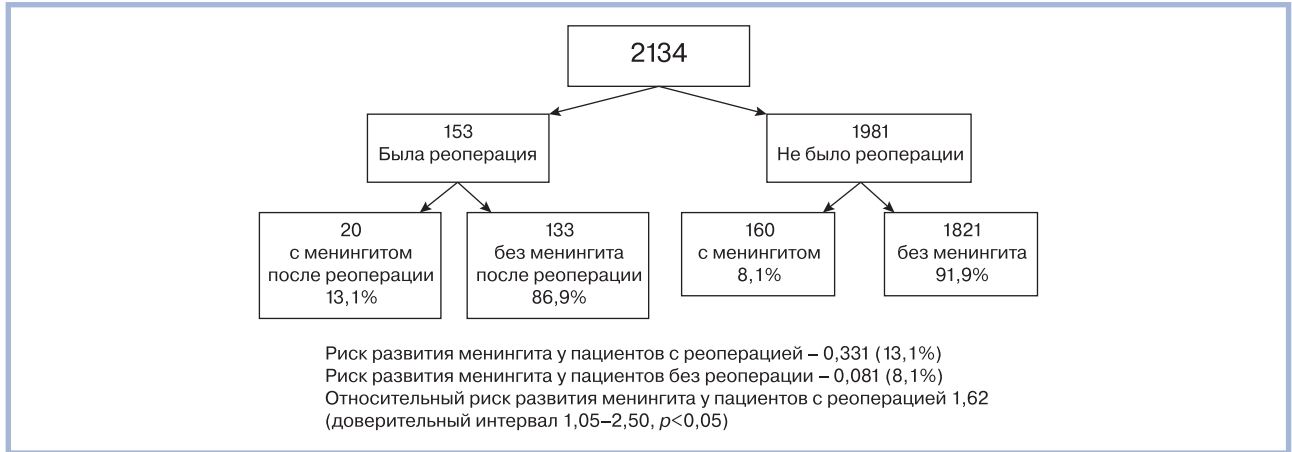 2134
153
Была реоперация
1981
Не было реоперации
20
с менингитом
после реоперации
13,1%
133
без менингита
после реоперации
86,9%
160
с менингитом
8,1%
1821
без менингита
91,9%
Риск развития менингита у пациентов с реоперацией – 0,331 (13,1%)
Риск развития менингита у пациентов без реоперации – 0,081 (8,1%)
Относительный риск развития менингита у пациентов с реоперацией 1,62
(доверительный интервал 1,05–2,50, p<0,05)